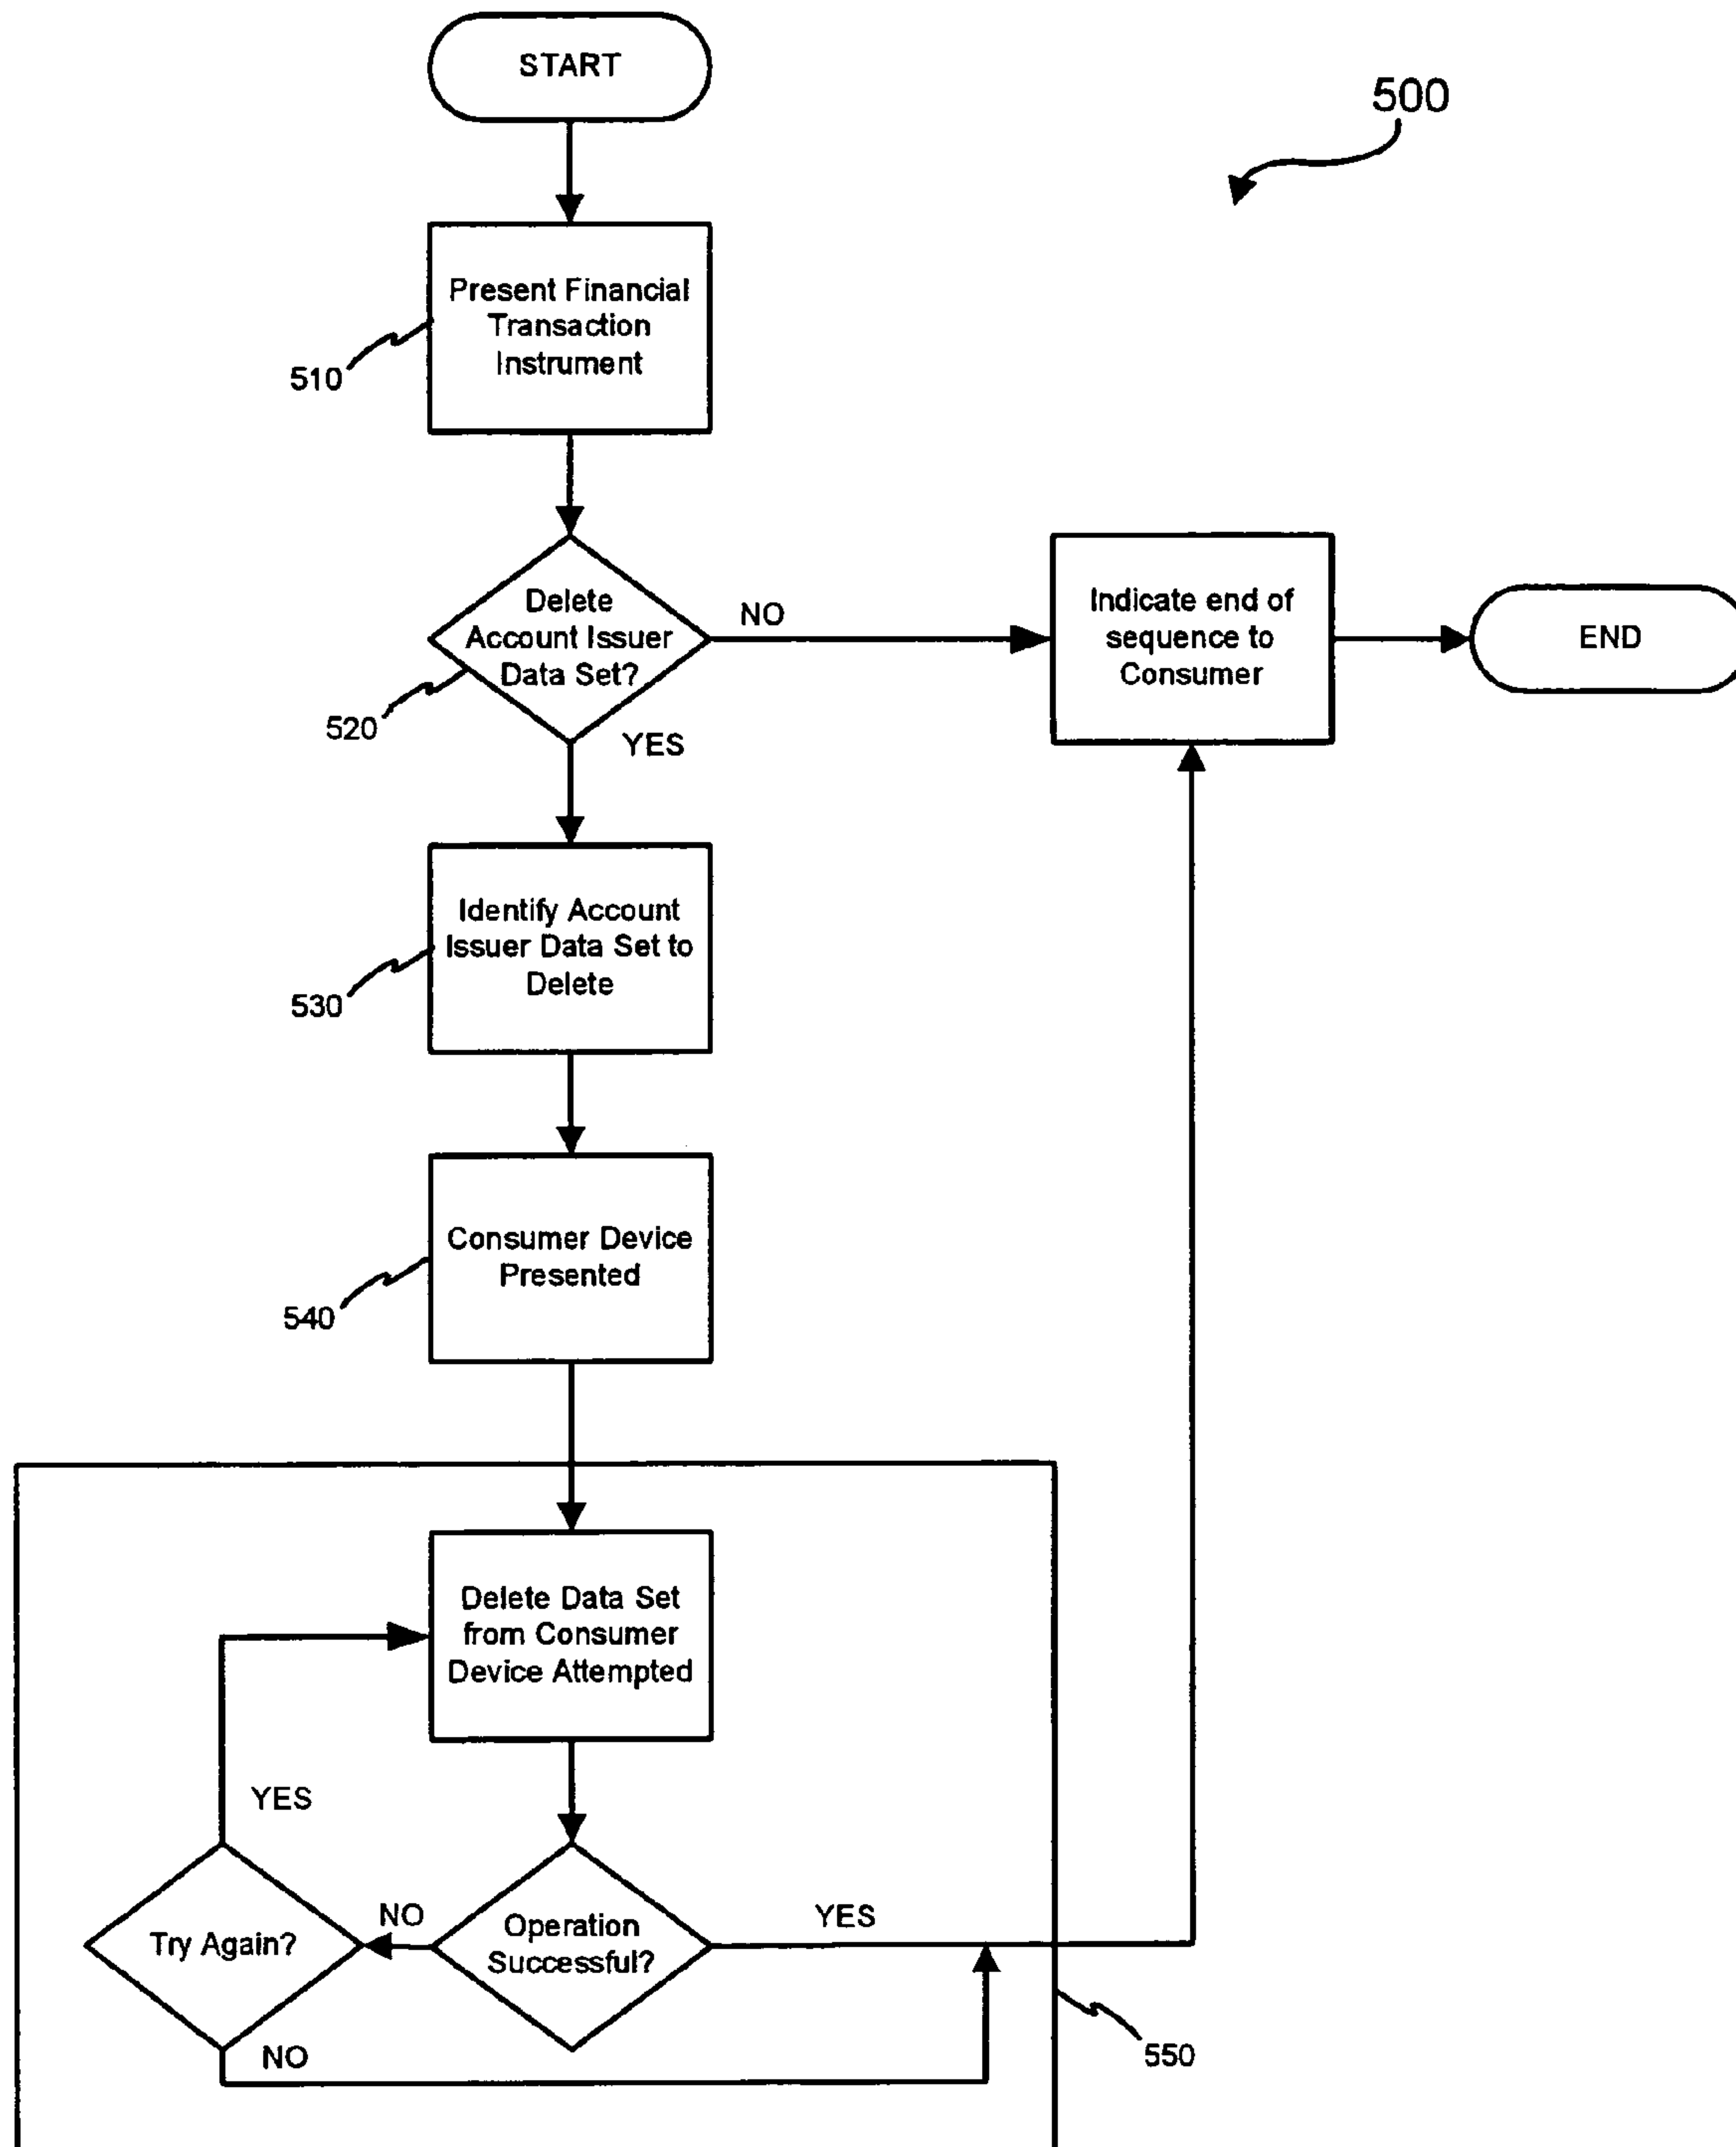 START
500
Present Financial
Transaction
Instrument
510
Delete
Account Issuer
Data Set?
NO
520
YES
Indicate end of
sequence to
Consumer
END
Identify Account
Issuer Data Set to
Delete
530
Consumer Device
Presented
540
Delete Data Set
from Consumer
Device Attempted
YES
Try Again?
NO
Operation
Successful?
YES
NO
550